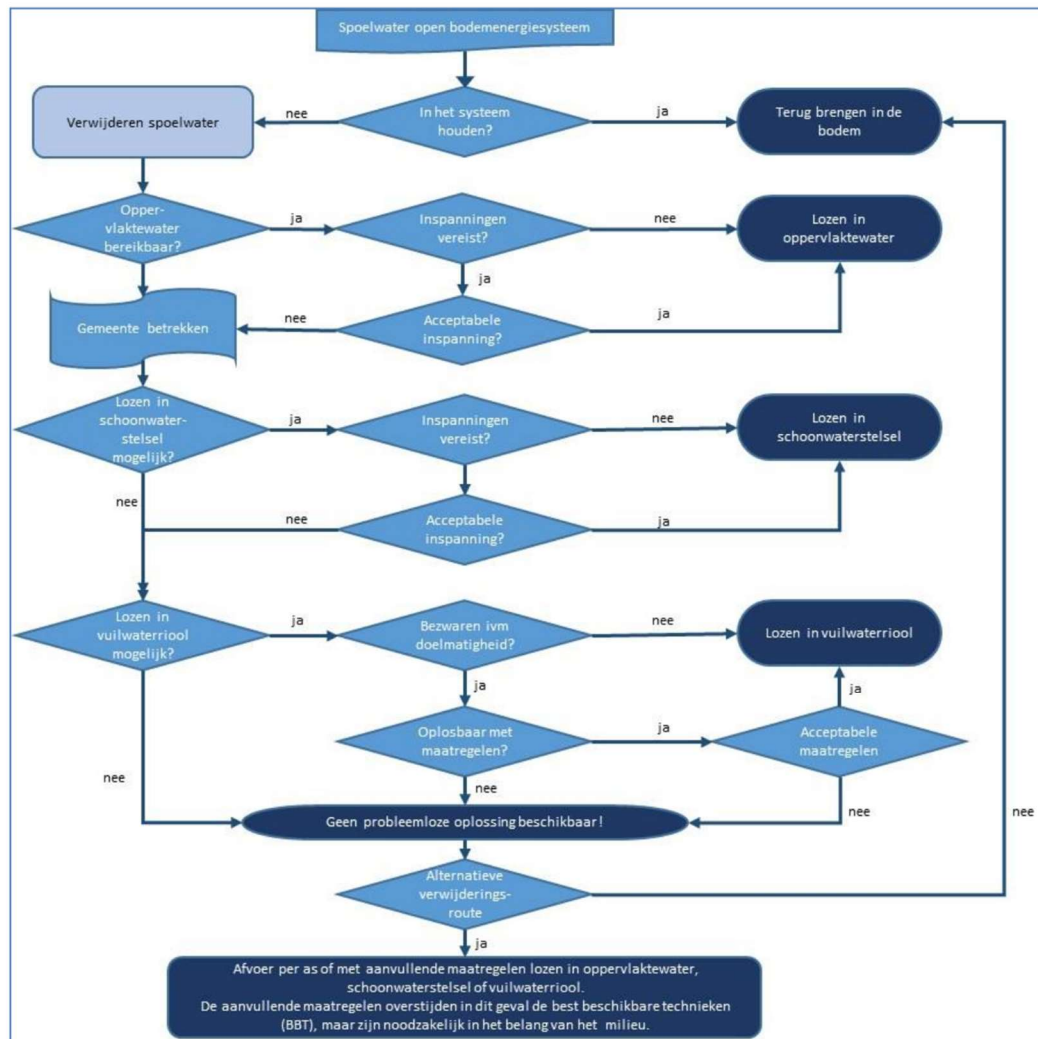 Spoelwater open bodemenergiesysteem
Verwijderen spoelwater
nee
In het systeem
houden?
ja
Terug brengen in de
bodem
Opper-
vlaktewater
bereikbaar?
ja
Inspanningen
vereist?
nee
Lozen in
oppervlaktewater
ja
Gemeente betrekken
nee
Acceptabele
inspanning?
ja
Lozen in
schoonwater-
stelsel
mogelijk?
ja
Inspanningen
vereist?
nee
Lozen in
schoonwaterstelsel
nee
nee
Acceptabele
inspanning?
ja
Lozen in
vuilwaterriool
mogelijk?
ja
Bezwaren ivm
doelmatigheid?
nee
Lozen in vuilwaterriool
ja
ja
Oplosbaar met
maatregelen?
ja
Acceptabele
maatregelen
nee
nee
nee
nee
Geen probleemloze oplossing beschikbaar!
Alternatieve
verwijderings-
route
ja
Afvoer per as of met aanvullende maatregelen lozen in oppervlaktewater,
schoonwaterstelsel of vuilwaterriool.
De aanvullende maatregelen overstijden in dit geval de best beschikbare technieken
(BBT), maar zijn noodzakelijk in het belang van het milieu.